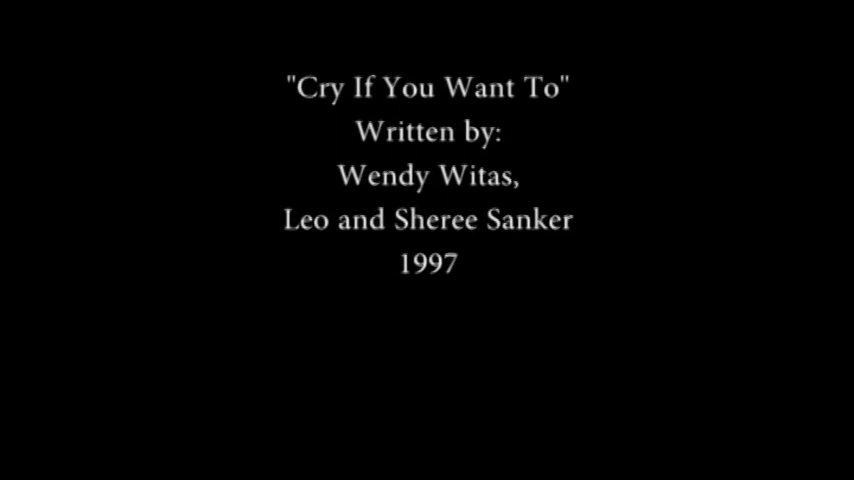 "Cry If You Want To"
Written by:
Wendy Witas,
Leo and Sheree Sanker
1997